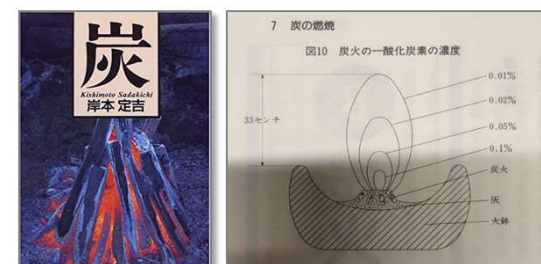 炭
Kishimoto Sadakichi
岸本 定吉
7 炭の燃焼
図10 炭火の一酸化炭素の濃度
0.01%
0.02%
33センチ
0.05%
0.1%
炭火
灰
火鉢